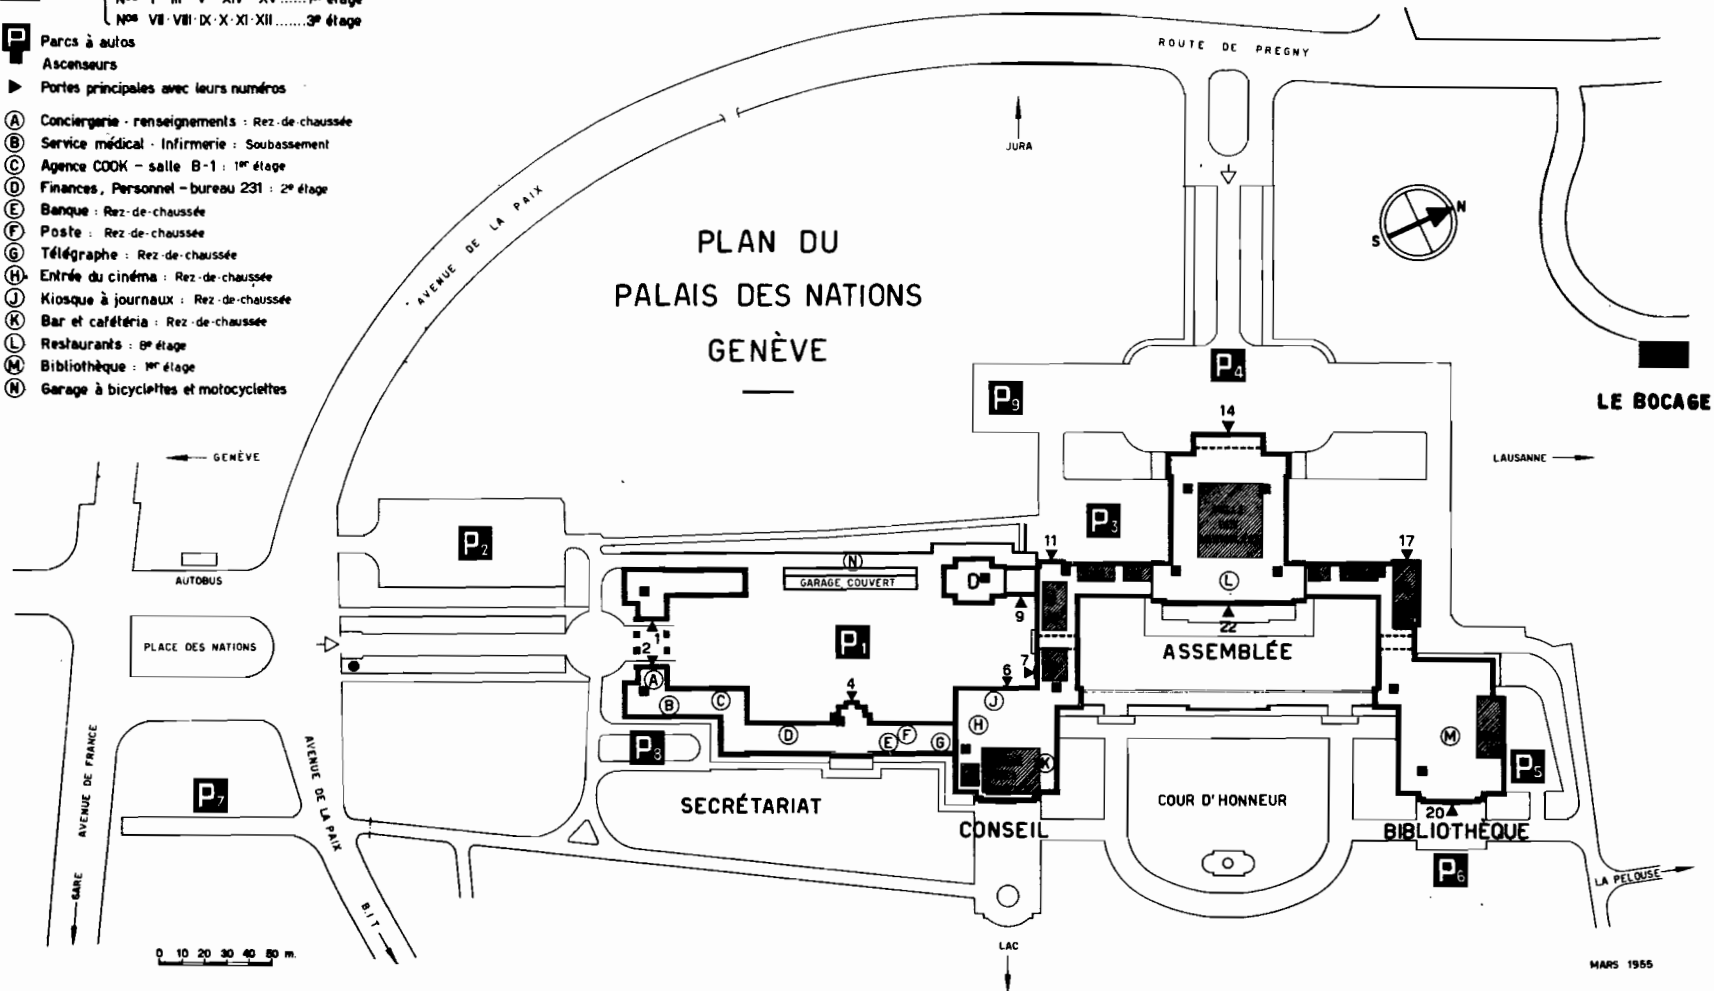 Nos VII·VIII·IX·X·XI·XII.......3e étage
P Parcs à autos
Ascenseurs
Portes principales avec leurs numéros
A Conciergerie · renseignements : Rez-de-chaussée
B Service médical · Infirmerie : Soubassement
C Agence COOK – salle B-1 : 1er étage
D Finances, Personnel – bureau 231 : 2e étage
E Banque : Rez-de-chaussée
F Poste : Rez-de-chaussée
G Télégraphe : Rez-de-chaussée
H Entrée du cinéma : Rez-de-chaussée
J Kiosque à journaux : Rez-de-chaussée
K Bar et cafétéria : Rez-de-chaussée
L Restaurants : 8e étage
M Bibliothèque : 1er étage
N Garage à bicyclettes et motocyclettes
PLAN DU
PALAIS DES NATIONS
GENÈVE
ROUTE DE PREGNY
JURA
AVENUE DE LA PAIX
N
S
LE BOCAGE
LAUSANNE
GENÈVE
AUTOBUS
PLACE DES NATIONS
P4
P9
14
P3
11
17
P2
N
GARAGE COUVERT
D
9
L
22
ASSEMBLÉE
1
2
P1
7
6
4
A
B
C
D
E
F
G
H
J
K
M
P8
P5
P7
SECRÉTARIAT
CONSEIL
COUR D'HONNEUR
20
BIBLIOTHÈQUE
P6
AVENUE DE FRANCE
GARE
AVENUE DE LA PAIX
B.I.T.
LA PELOUSE
LAC
0 10 20 30 40 50 m.
MARS 1955